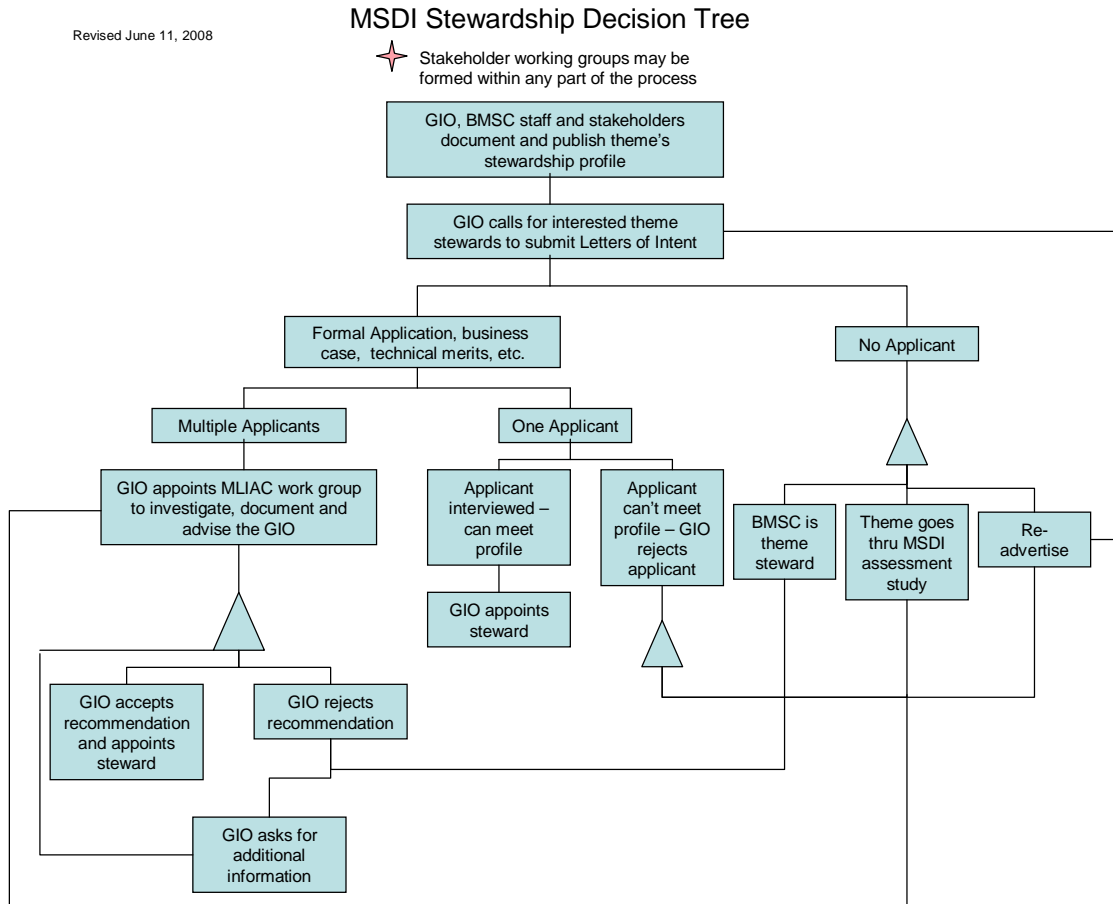 MSDI Stewardship Decision Tree
Revised June 11, 2008
Stakeholder working groups may be
formed within any part of the process
GIO, BMSC staff and stakeholders
document and publish theme’s
stewardship profile
GIO calls for interested theme
stewards to submit Letters of Intent
Formal Application, business
case, technical merits, etc.
No Applicant
Multiple Applicants
One Applicant
GIO appoints MLIAC work group
to investigate, document and
advise the GIO
Applicant
interviewed –
can meet
profile
Applicant
can’t meet
profile – GIO
rejects
applicant
BMSC is
theme
steward
Theme goes
thru MSDI
assessment
study
Re-
advertise
GIO appoints
steward
GIO accepts
recommendation
and appoints
steward
GIO rejects
recommendation
GIO asks for
additional
information